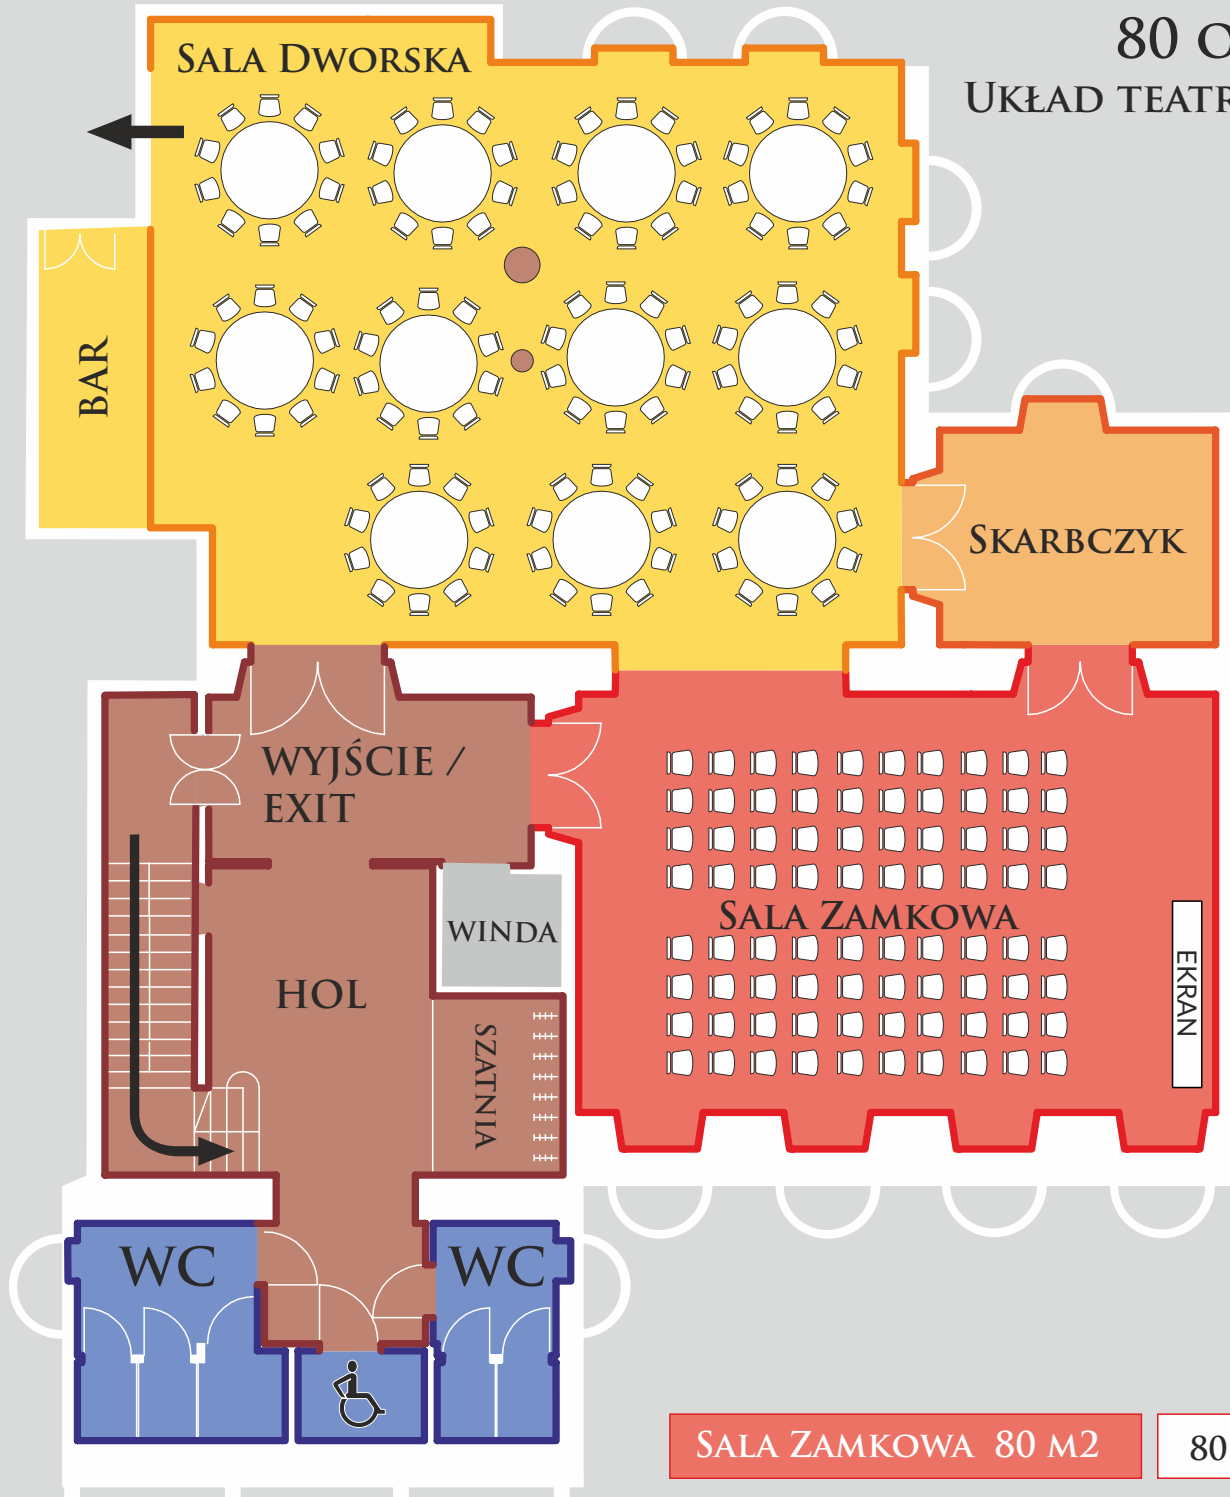 80 O
UKŁAD TEATR
SALA DWORSKA
BAR
SKARBCZYK
WYJŚCIE /
EXIT
SALA ZAMKOWA
WINDA
EKRAN
HOL
SZATNIA
WC
WC
SALA ZAMKOWA 80 M2
80